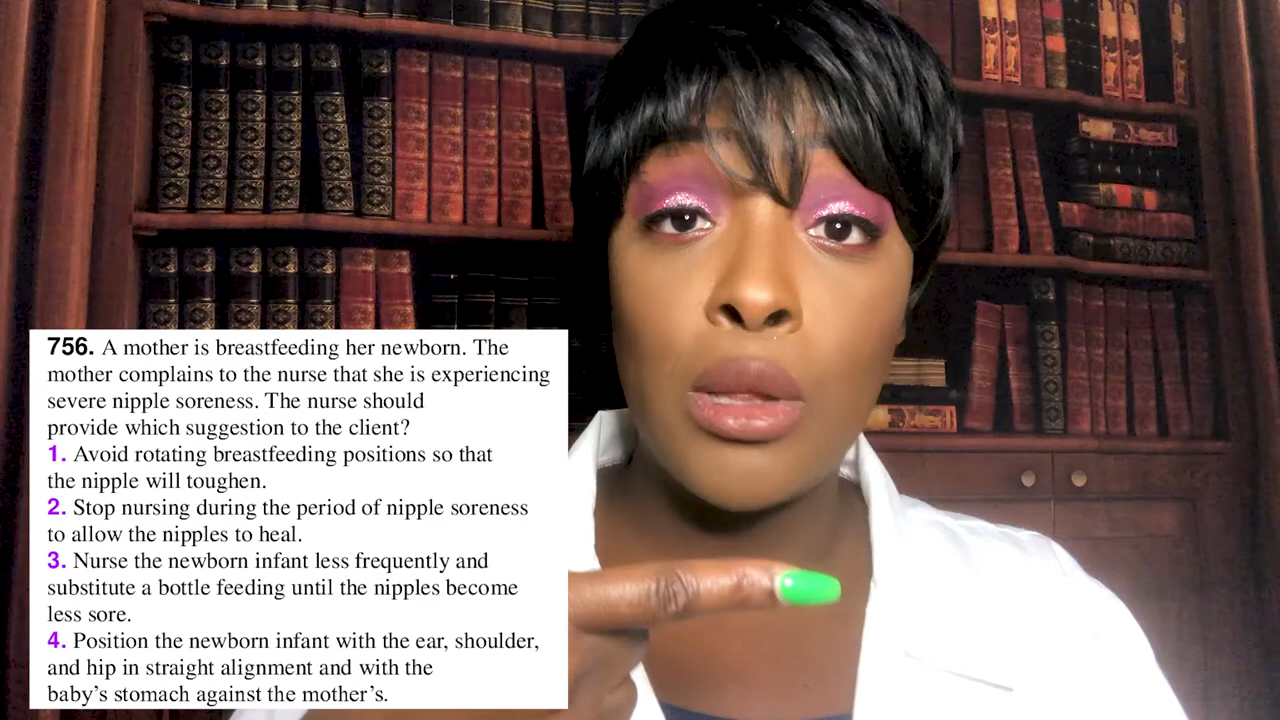 756. A mother is breastfeeding her newborn. The
mother complains to the nurse that she is experiencing
severe nipple soreness. The nurse should
provide which suggestion to the client?
1. Avoid rotating breastfeeding positions so that
the nipple will toughen.
2. Stop nursing during the period of nipple soreness
to allow the nipples to heal.
3. Nurse the newborn infant less frequently and
substitute a bottle feeding until the nipples become
less sore.
4. Position the newborn infant with the ear, shoulder,
and hip in straight alignment and with the
baby's stomach against the mother's.